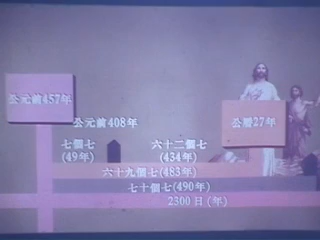 公元前457年
公元前408年
七個七
(49年)
六十二個七
(434年)
公曆27年
六十九個七(483年)
七十個七(490年)
2300日(年)